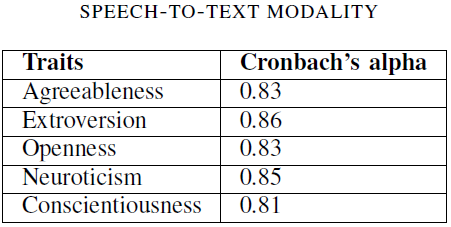 SPEECH-TO-TEXT MODALITY
Traits Cronbach's alpha
Agreeableness 0.83
Extroversion 0.86
Openness 0.83
Neuroticism 0.85
Conscientiousness 0.81